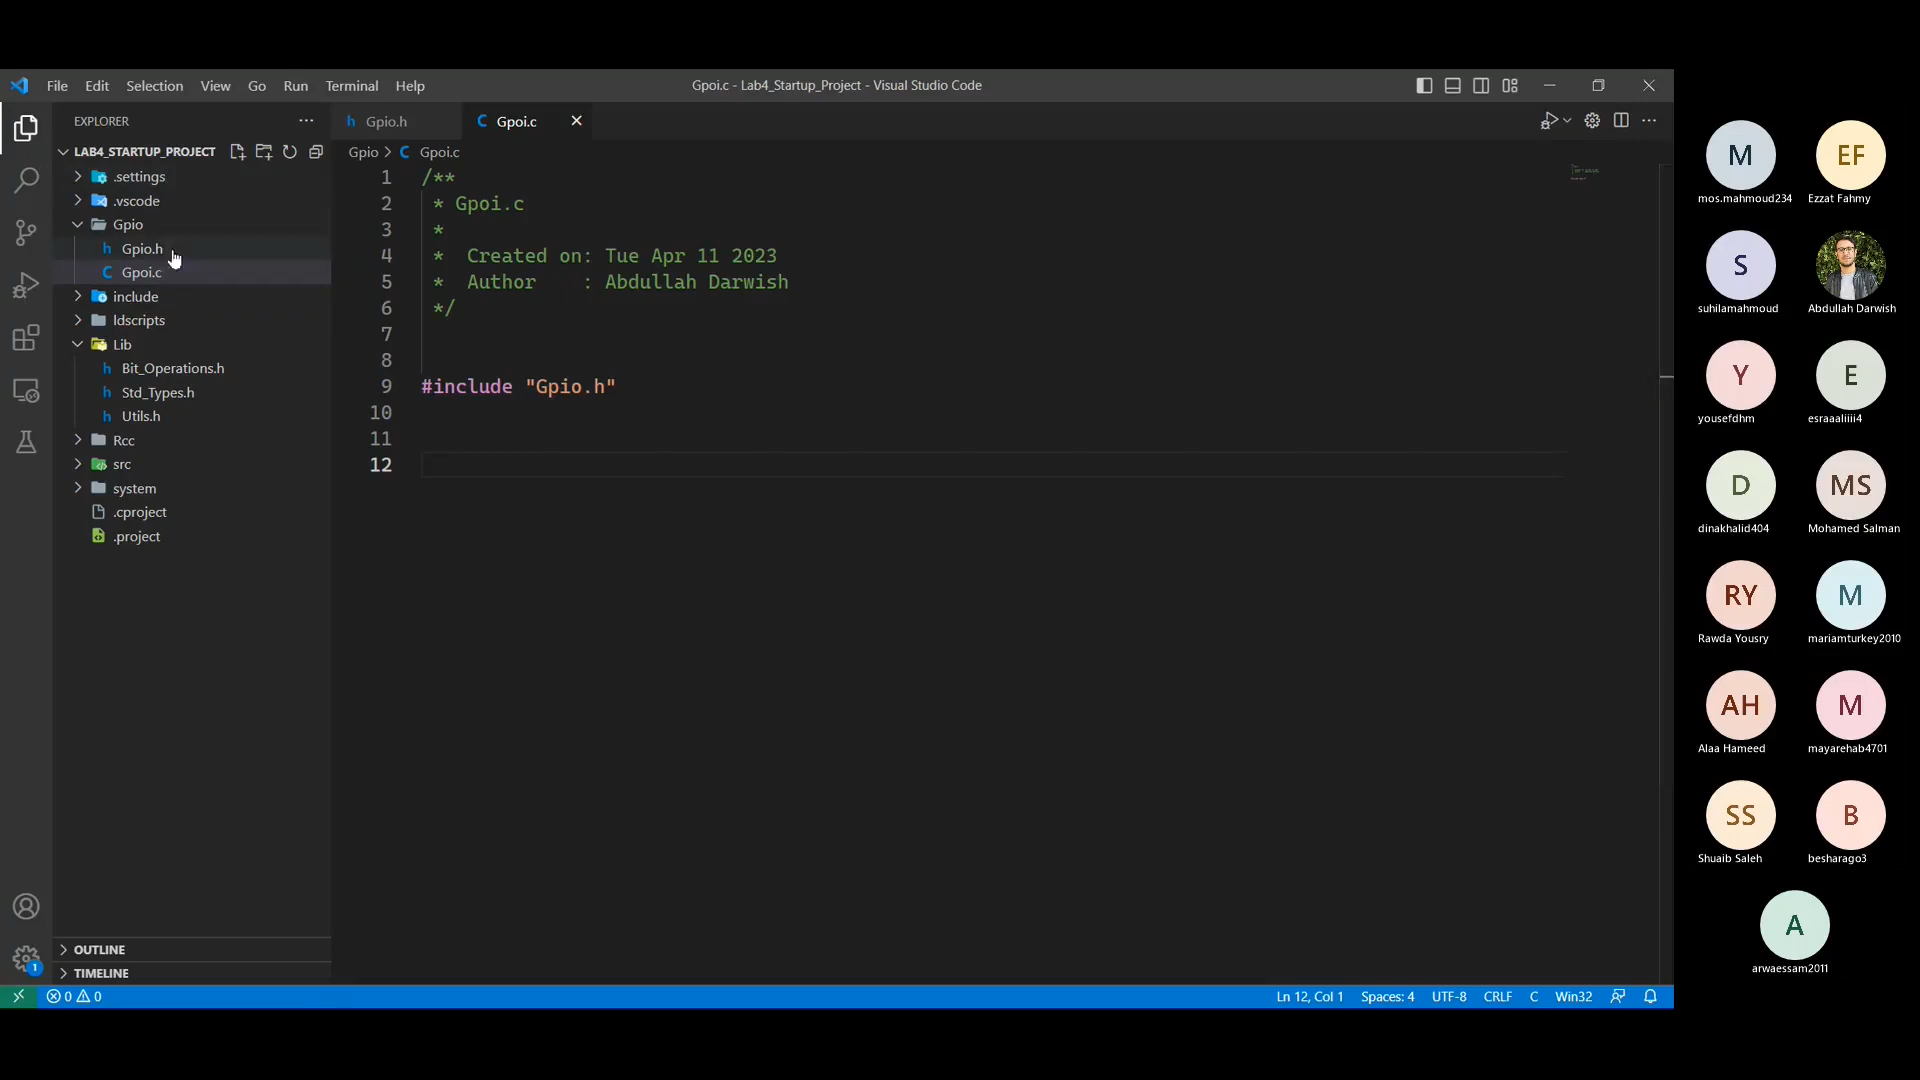 File Edit Selection View Go Run Terminal Help
Gpoi.c - Lab4_Startup_Project - Visual Studio Code
EXPLORER
LAB4_STARTUP_PROJECT
.settings
.vscode
Gpio
Gpio.h
Gpoi.c
include
ldscripts
Lib
Bit_Operations.h
Std_Types.h
Utils.h
Rcc
src
system
.cproject
.project
OUTLINE
TIMELINE
Gpio.h Gpoi.c
Gpio > C Gpoi.c
1 /**
2 * Gpoi.c
3 *
4 * Created on: Tue Apr 11 2023
5 * Author : Abdullah Darwish
6 */
7
8
9 #include "Gpio.h"
10
11
12
1
0 0
Ln 12, Col 1 Spaces: 4 UTF-8 CRLF C Win32
M EF
mos.mahmoud234 Ezzat Fahmy
S
suhilamahmoud Abdullah Darwish
Y E
yousefdhm esraaaliiii4
D MS
dinakhalid404 Mohamed Salman
RY M
Rawda Yousry mariamturkey2010
AH M
Alaa Hameed mayarehab4701
SS B
Shuaib Saleh besharago3
A
arwaessam2011